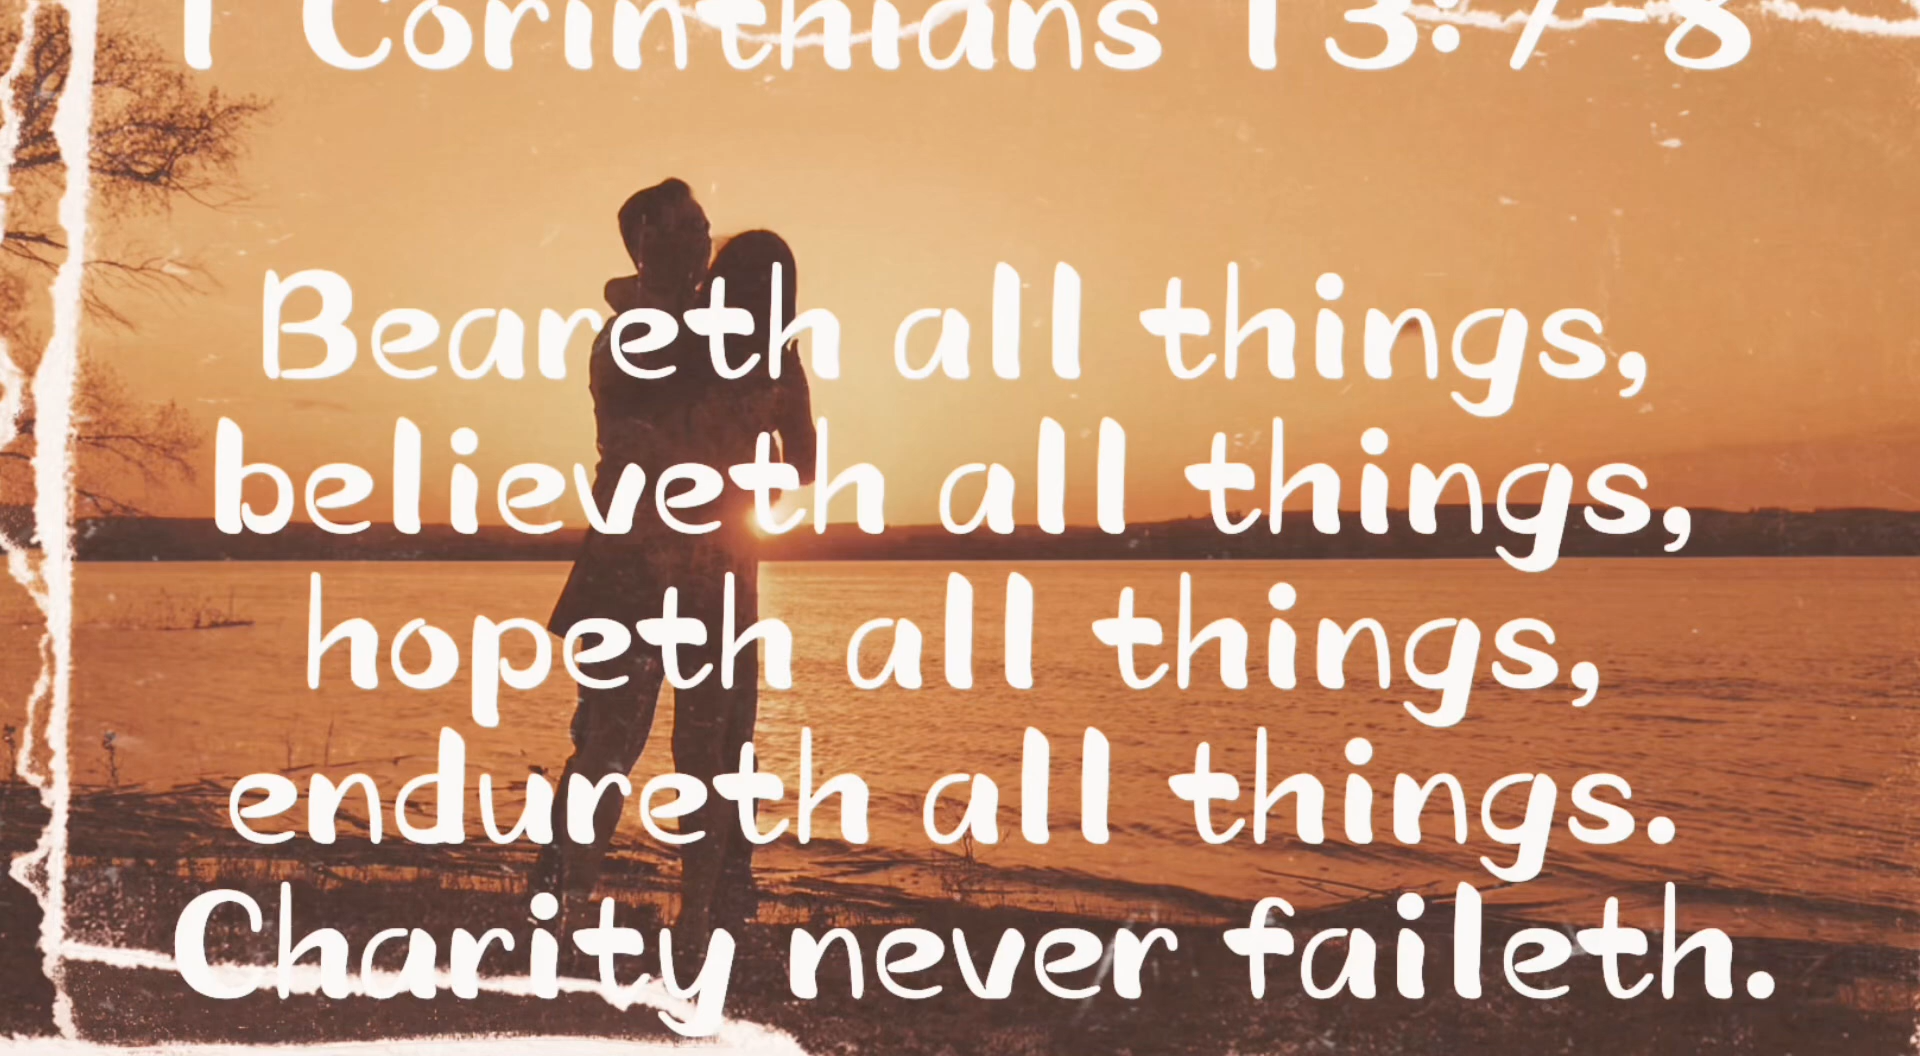 1 Corinthians 13:7-8
Beareth all things,
believeth all things,
hopeth all things,
endureth all things.
Charity never faileth.